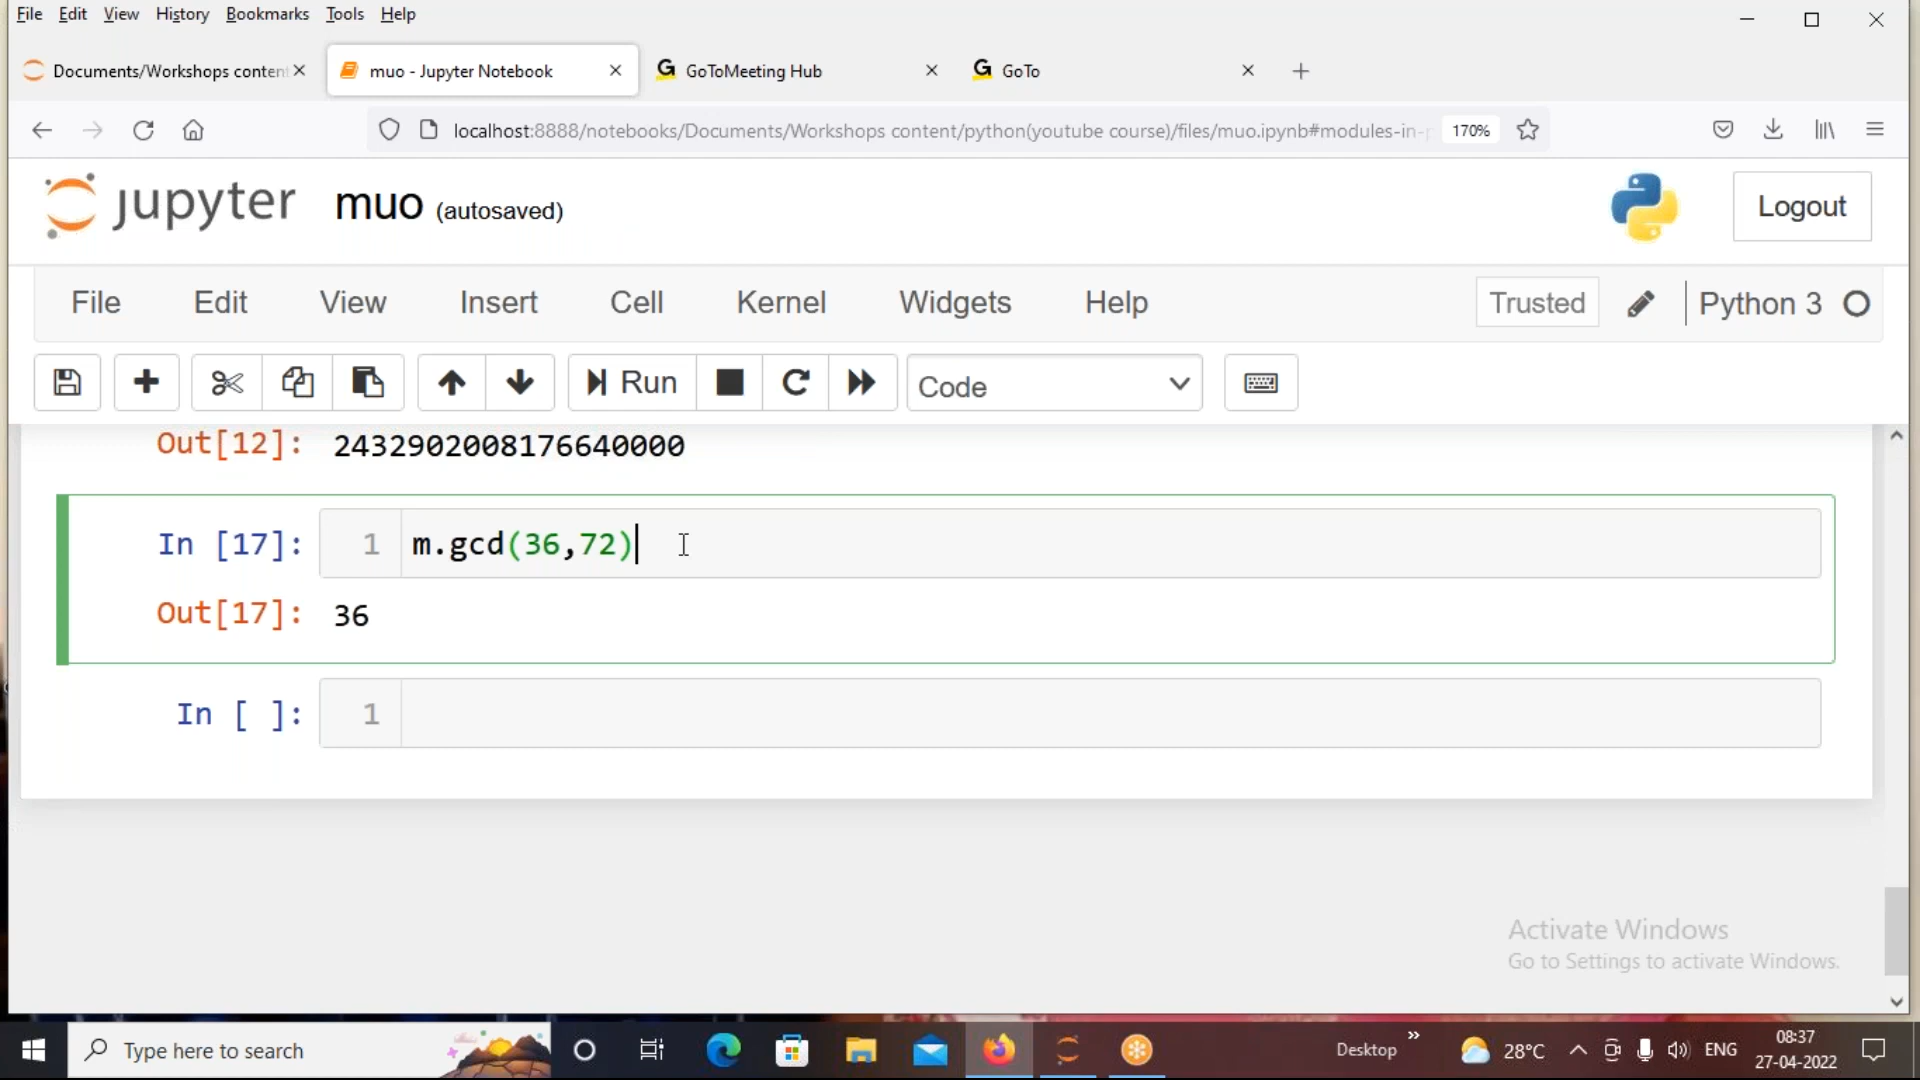 File Edit View History Bookmarks Tools Help
Documents/Workshops conten
muo - Jupyter Notebook
GoToMeeting Hub
GoTo
localhost:8888/notebooks/Documents/Workshops content/python(youtube course)/files/muo.ipynb#modules-in-
170%
jupyter muo (autosaved)
Logout
File Edit View Insert Cell Kernel Widgets Help
Trusted
Python 3
Run
Code
Out[12]: 2432902008176640000
In [17]: 1 m.gcd(36,72)
Out[17]: 36
In [ ]: 1
Activate Windows
Go to Settings to activate Windows.
Type here to search
Desktop
28°C
ENG
08:37
27-04-2022